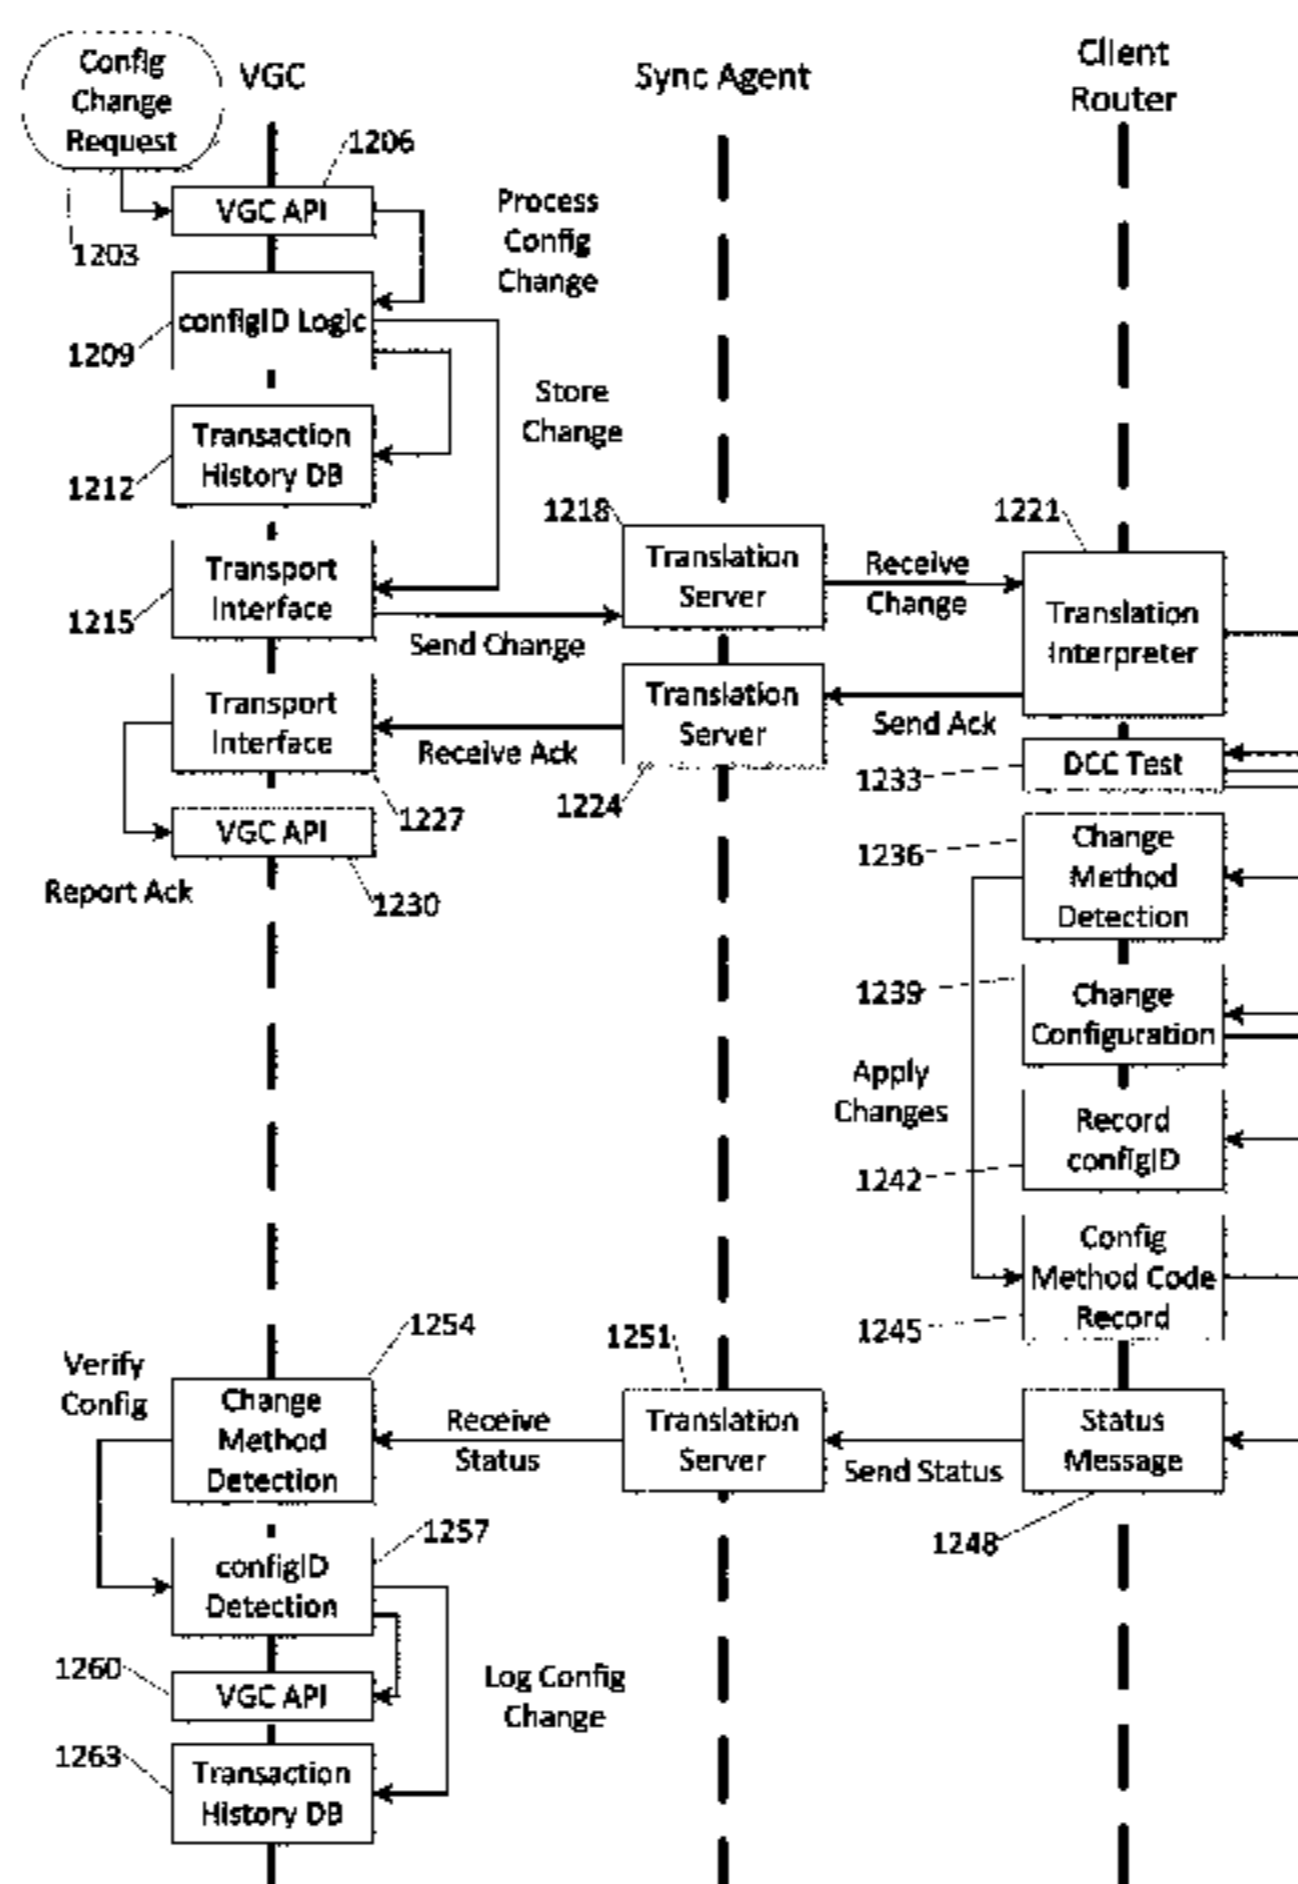 Config
Change
Request
VGC
Sync Agent
Client
Router
1206
VGC API
1203
Process
Config
Change
configID Logic
1209
Store
Change
Transaction
History DB
1212
1218
1221
Transport
Interface
1215
Send Change
Translation
Server
Receive
Change
Translation
Interpreter
Transport
Interface
Receive Ack
Translation
Server
Send Ack
1227
1224
1233
DCC Test
VGC API
Report Ack
1230
1236
Change
Method
Detection
1239
Change
Configuration
Apply
Changes
Record
configID
1242
Config
Method Code
Record
1245
1254
1251
Verify
Config
Change
Method
Detection
Receive
Status
Translation
Server
Send Status
Status
Message
1248
1257
configID
Detection
1260
VGC API
Log Config
Change
1263
Transaction
History DB